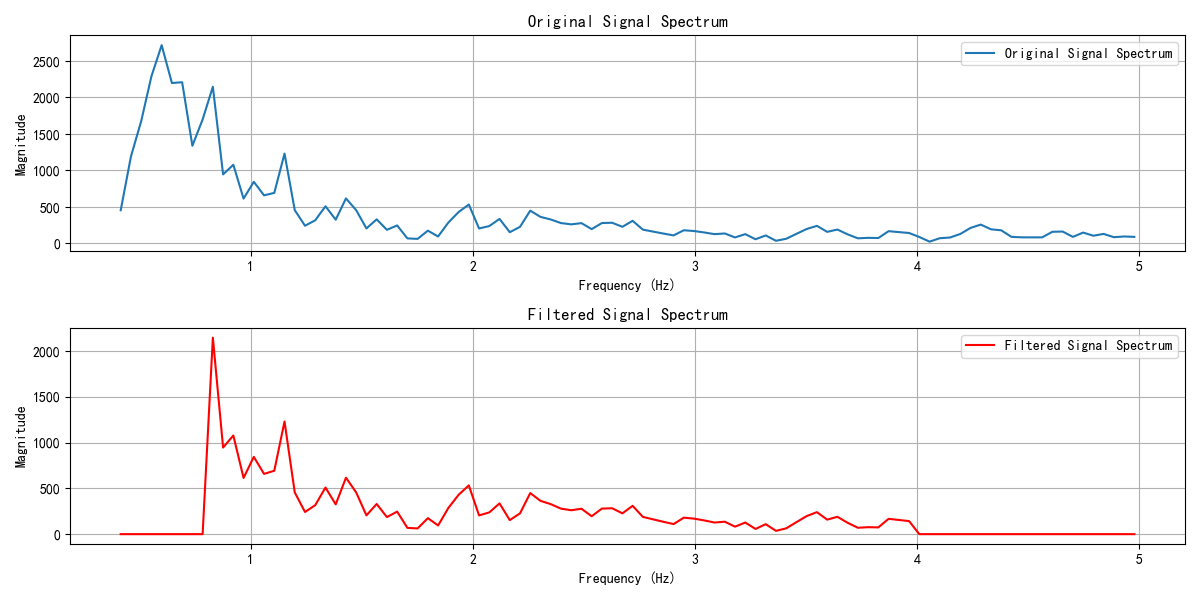 Original Signal Spectrum
Original Signal Spectrum
Magnitude
2500
2000
1500
1000
500
0
1
2
3
4
5
Frequency (Hz)
Filtered Signal Spectrum
Filtered Signal Spectrum
Magnitude
2000
1500
1000
500
0
1
2
3
4
5
Frequency (Hz)